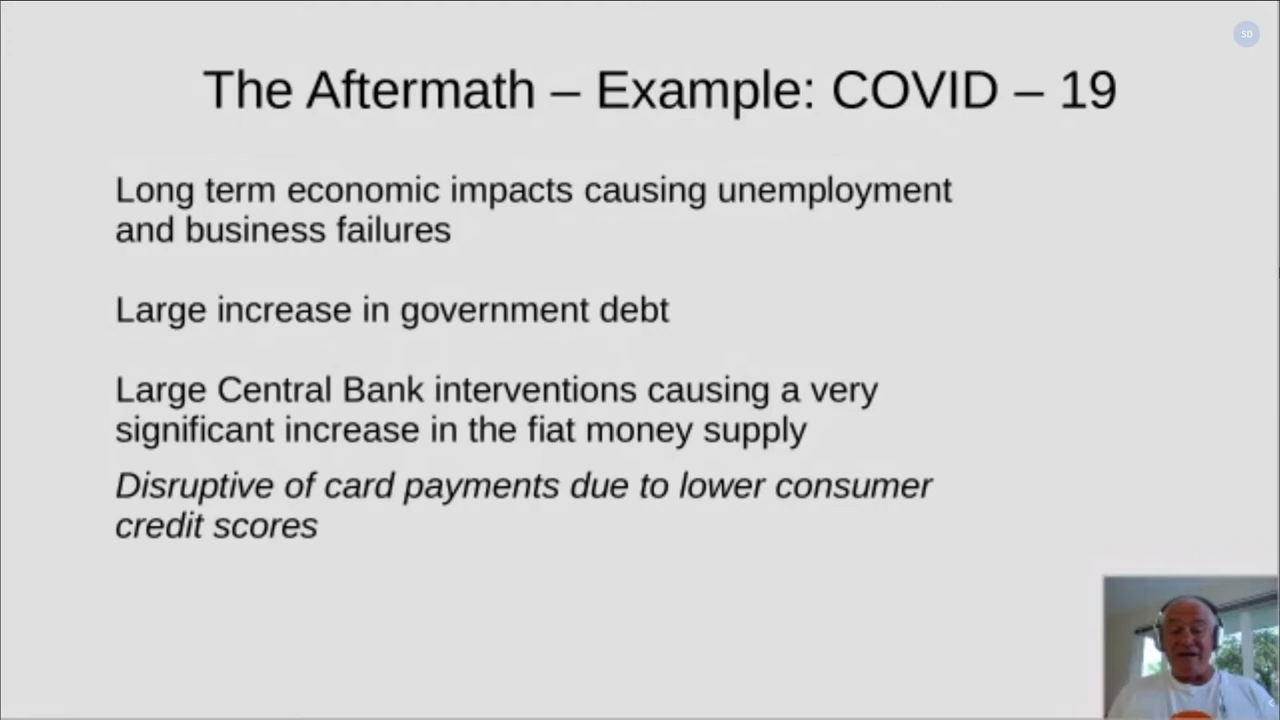 SD
The Aftermath – Example: COVID – 19
Long term economic impacts causing unemployment
and business failures
Large increase in government debt
Large Central Bank interventions causing a very
significant increase in the fiat money supply
Disruptive of card payments due to lower consumer
credit scores